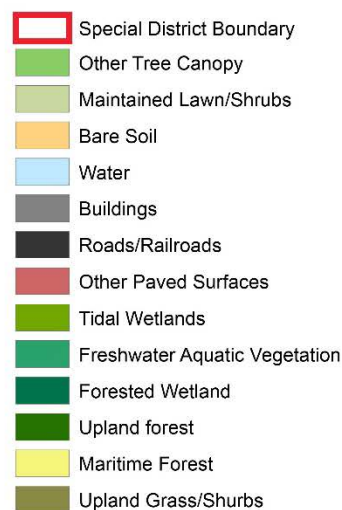 Special District Boundary
Other Tree Canopy
Maintained Lawn/Shrubs
Bare Soil
Water
Buildings
Roads/Railroads
Other Paved Surfaces
Tidal Wetlands
Freshwater Aquatic Vegetation
Forested Wetland
Upland forest
Maritime Forest
Upland Grass/Shurbs